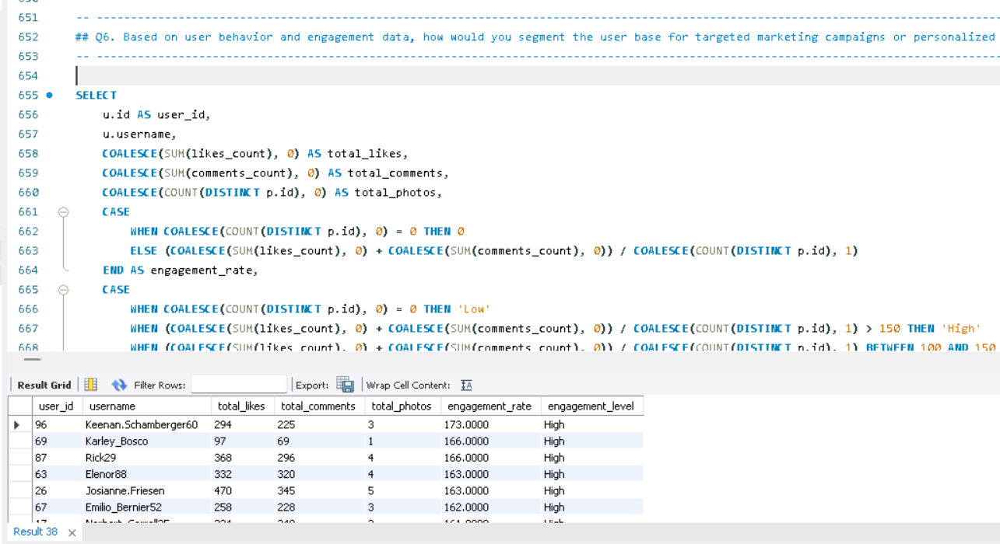 651 -- ----------------------------------------------------------------
652 ## Q6. Based on user behavior and engagement data, how would you segment the user base for targeted marketing campaigns or personalized
653 -- ----------------------------------------------------------------
654
655 SELECT
656 u.id AS user_id,
657 u.username,
658 COALESCE(SUM(likes_count), 0) AS total_likes,
659 COALESCE(SUM(comments_count), 0) AS total_comments,
660 COALESCE(COUNT(DISTINCT p.id), 0) AS total_photos,
661 CASE
662 WHEN COALESCE(COUNT(DISTINCT p.id), 0) = 0 THEN 0
663 ELSE (COALESCE(SUM(likes_count), 0) + COALESCE(SUM(comments_count), 0)) / COALESCE(COUNT(DISTINCT p.id), 1)
664 END AS engagement_rate,
665 CASE
666 WHEN COALESCE(COUNT(DISTINCT p.id), 0) = 0 THEN 'Low'
667 WHEN (COALESCE(SUM(likes_count), 0) + COALESCE(SUM(comments_count), 0)) / COALESCE(COUNT(DISTINCT p.id), 1) > 150 THEN 'High'
668 WHEN (COALESCE(SUM(likes_count), 0) + COALESCE(SUM(comments_count), 0)) / COALESCE(COUNT(DISTINCT p.id), 1) BETWEEN 100 AND 150
Result Grid Filter Rows: Export: Wrap Cell Content:
user_id username total_likes total_comments total_photos engagement_rate engagement_level
96 Keenan.Schamberger60 294 225 3 173.0000 High
69 Karley_Bosco 97 69 1 166.0000 High
87 Rick29 368 296 4 166.0000 High
63 Elenor88 332 320 4 163.0000 High
26 Josianne.Friesen 470 345 5 163.0000 High
67 Emilio_Bernier52 258 228 3 162.0000 High
Result 38